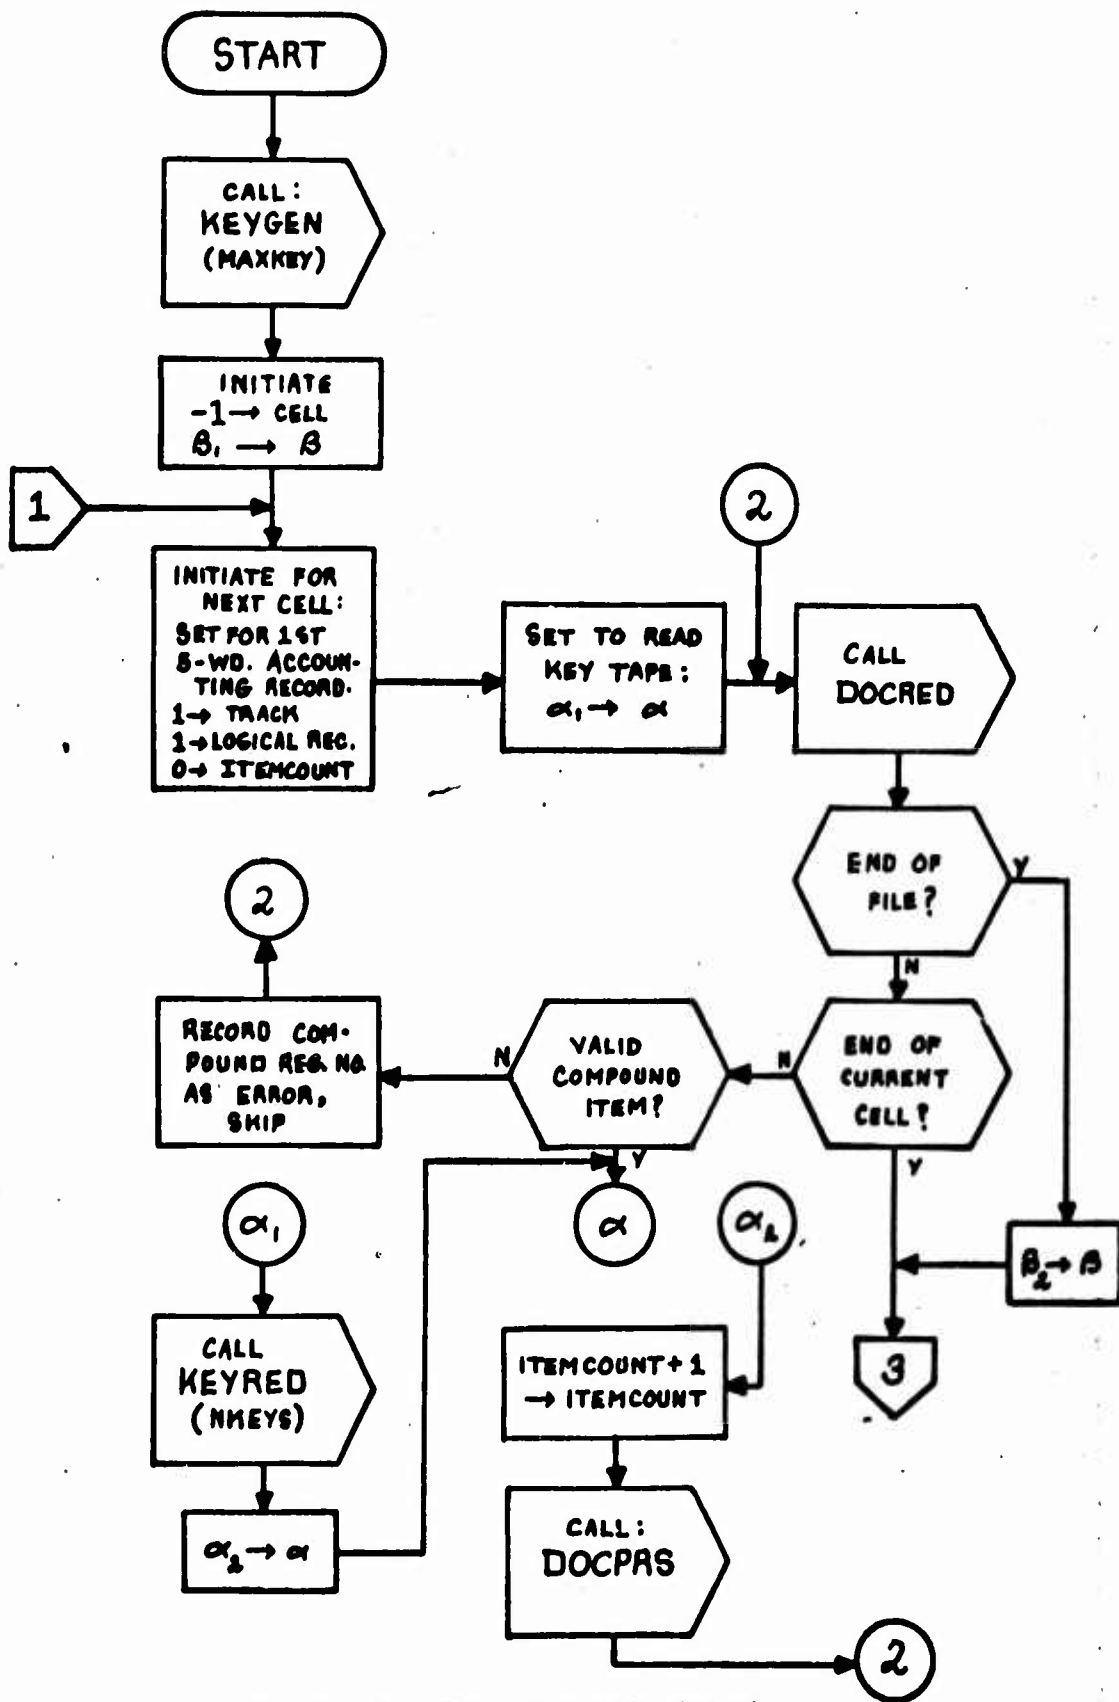 START
CALL:
KEYGEN
(MAXKEY)
INITIATE
-1→ CELL
β₁ → β
1
INITIATE FOR
NEXT CELL:
SET FOR 1ST
5-WD. ACCOUN-
TING RECORD.
1→ TRACK
1→LOGICAL REC.
0→ ITEMCOUNT
SET TO READ
KEY TAPE:
α₁ → α
2
CALL
DOCRED
END OF
FILE?
Y
N
END OF
CURRENT
CELL?
N
Y
VALID
COMPOUND
ITEM?
N
Y
RECORD COM-
POUND REG. NO.
AS ERROR,
SKIP
2
α
α₁
CALL
KEYRED
(NKEYS)
α₂ → α
α₂
ITEMCOUNT+1
→ ITEMCOUNT
CALL:
DOCPRS
2
β₂ → β
3